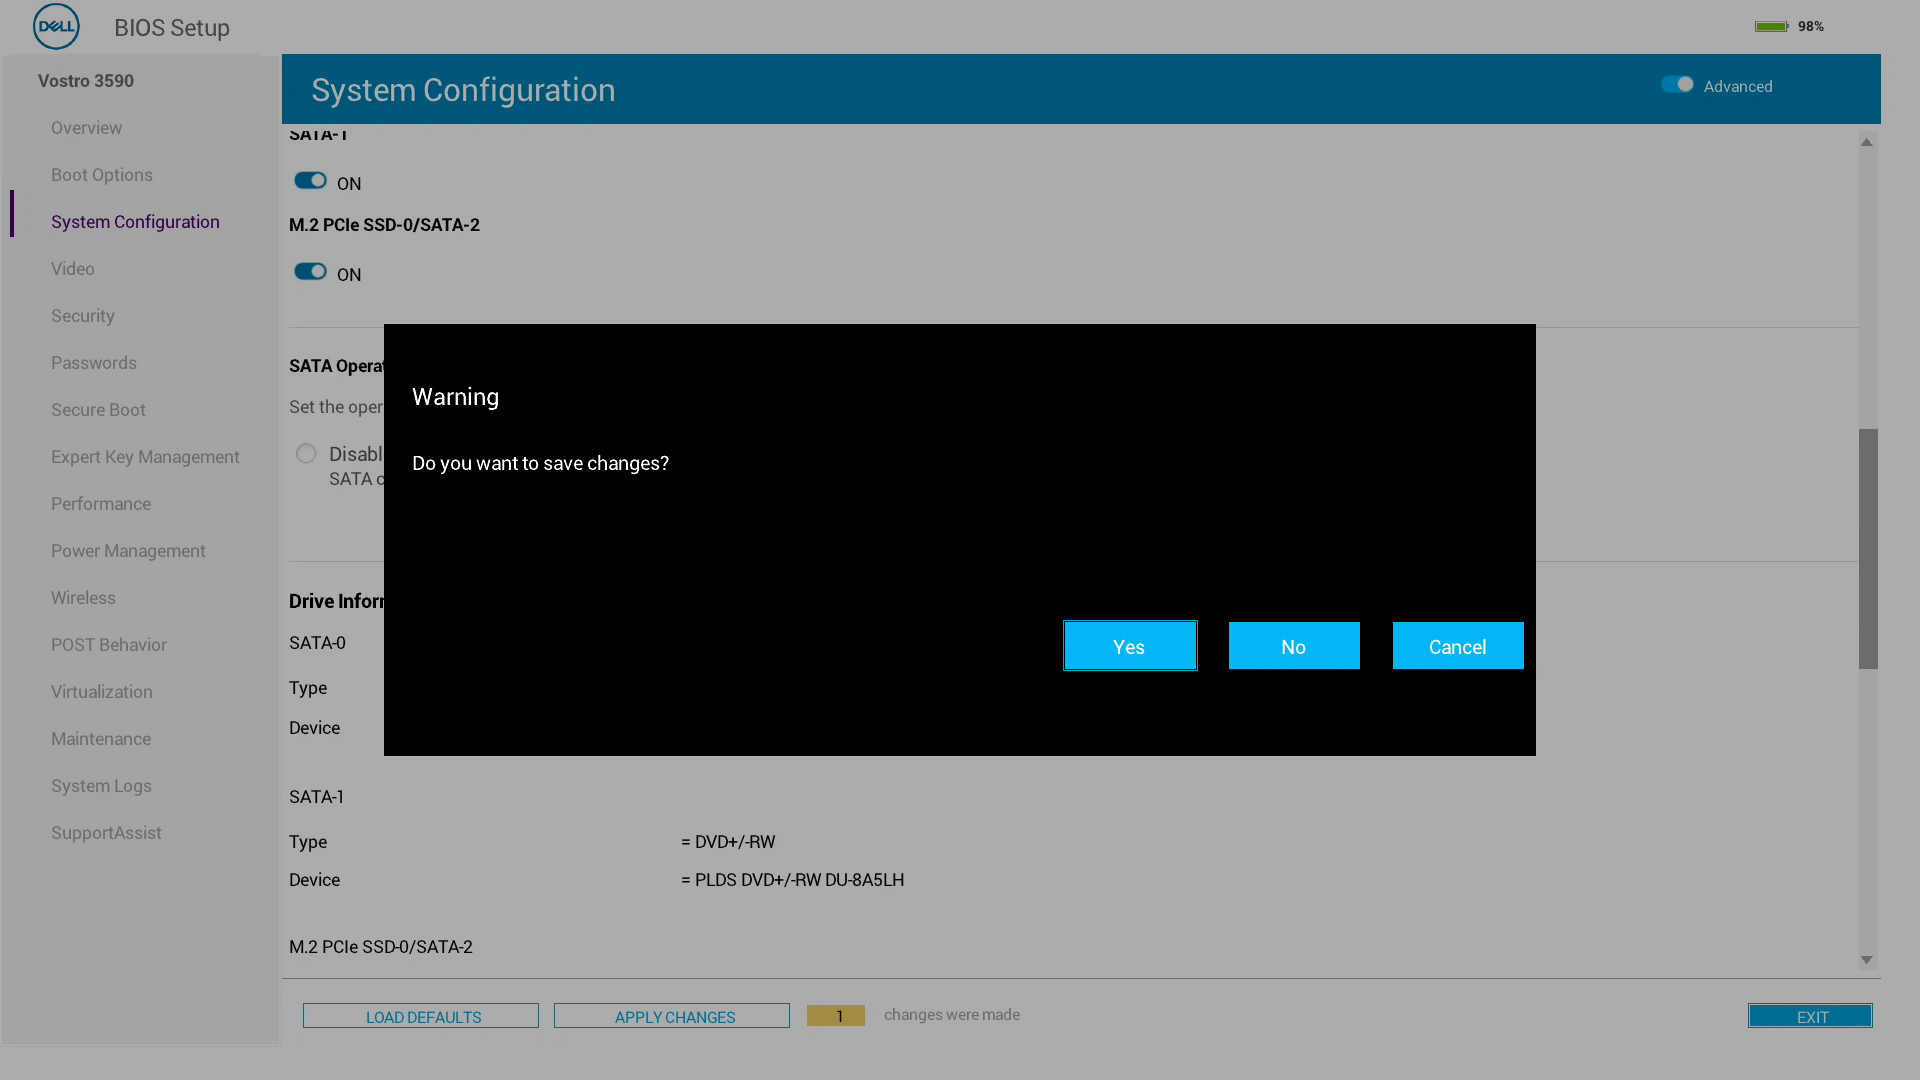 DELL
BIOS Setup
98%
Vostro 3590
Overview
Boot Options
System Configuration
Video
Security
Passwords
Secure Boot
Expert Key Management
Performance
Power Management
Wireless
POST Behavior
Virtualization
Maintenance
System Logs
SupportAssist
System Configuration
Advanced
SATA-1
ON
M.2 PCIe SSD-0/SATA-2
ON
SATA Operat
Set the oper
Disabl
SATA c
Warning
Do you want to save changes?
Yes
No
Cancel
Drive Inforr
SATA-0
Type
Device
SATA-1
Type = DVD+/-RW
Device = PLDS DVD+/-RW DU-8A5LH
M.2 PCIe SSD-0/SATA-2
LOAD DEFAULTS
APPLY CHANGES
1
changes were made
EXIT